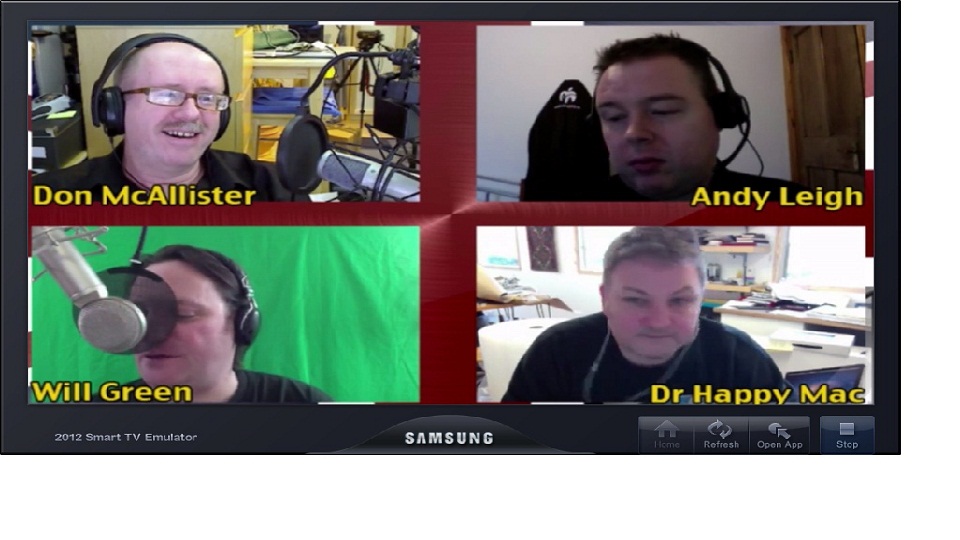 Don McAllister
Andy Leigh
Will Green
Dr Happy Mac
2012 Smart TV Emulator
SAMSUNG
Home
Refresh
Open App
Stop